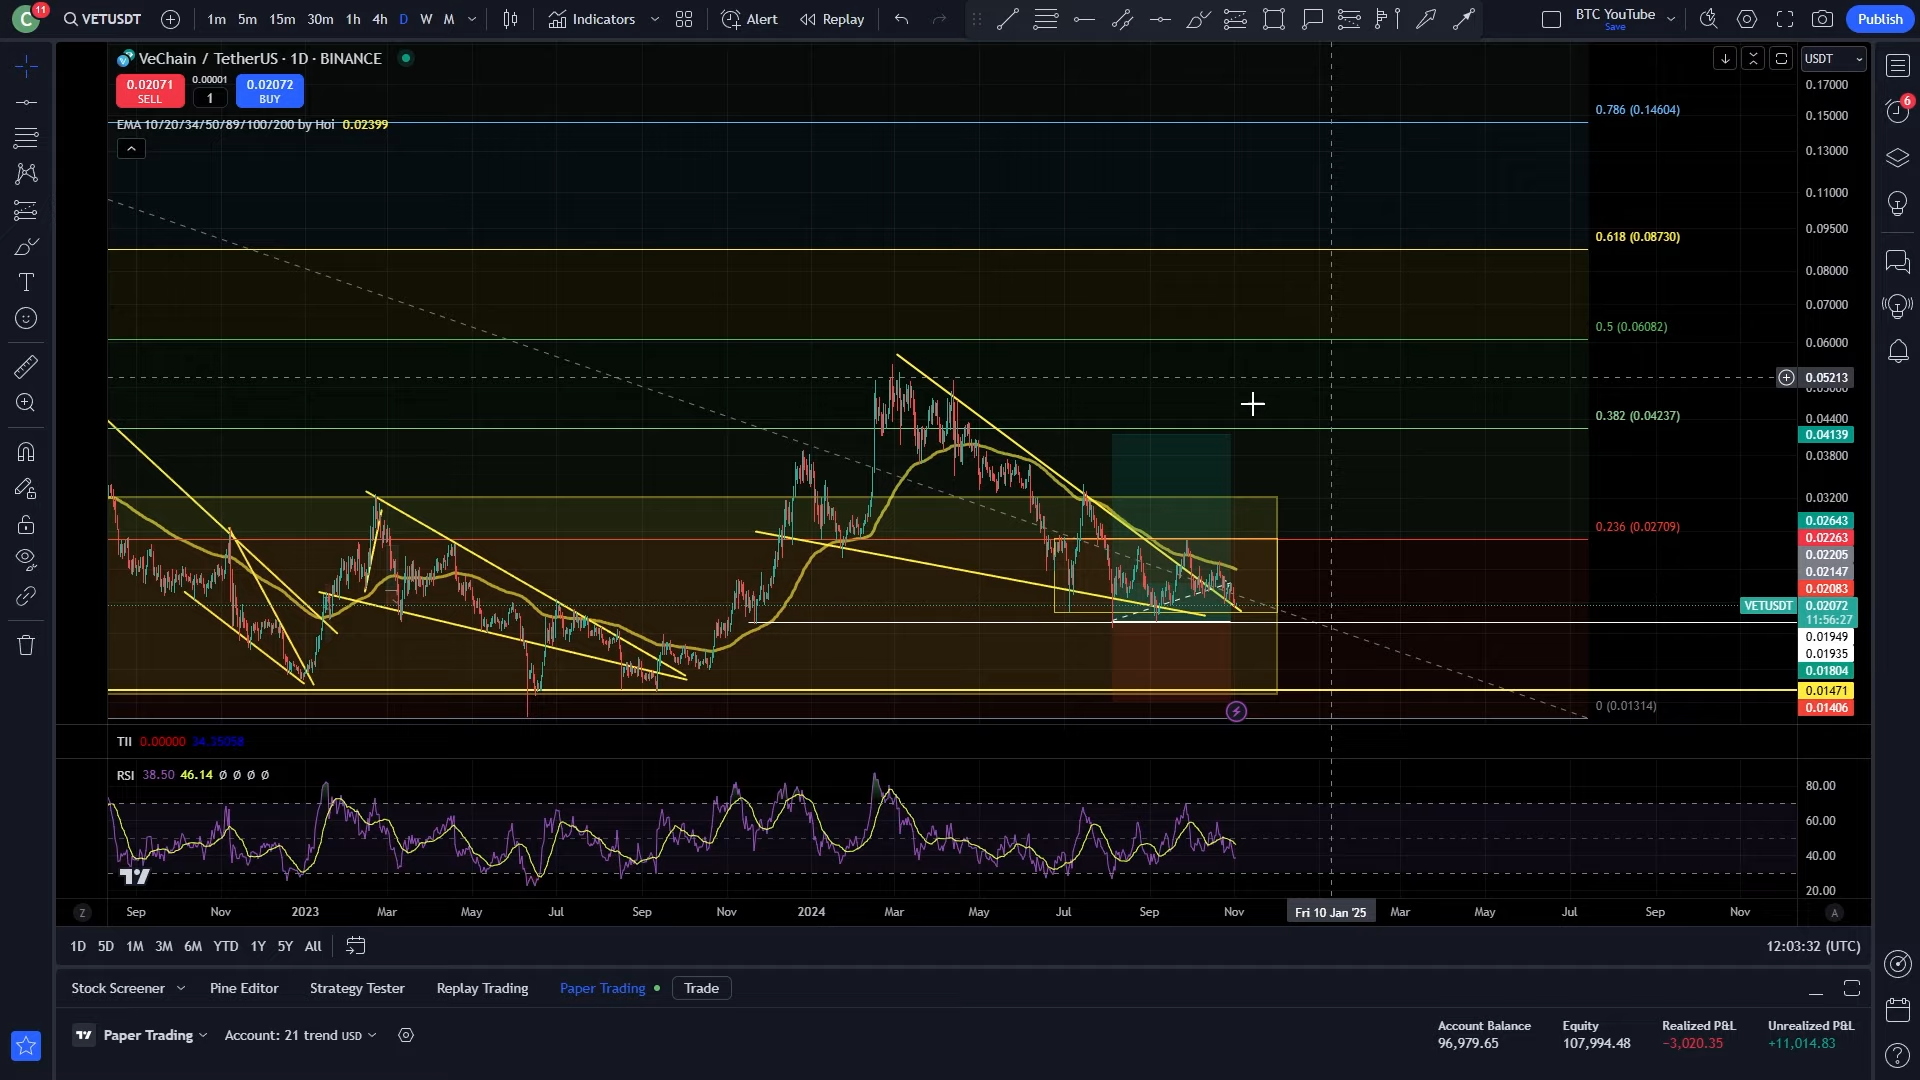 C 11 VETUSDT 1m 5m 15m 30m 1h 4h D W M Indicators Alert Replay BTC YouTube Save Publish
VeChain / TetherUS · 1D · BINANCE
0.02071 SELL 0.00001 1 0.02072 BUY
EMA 10/20/34/50/89/100/200 by Hoi 0.02399
USDT
0.17000
0.15000
0.13000
0.11000
0.09500
0.08000
0.07000
0.06000
0.05213
0.04400
0.04139
0.03800
0.03200
0.02643
0.02263
0.02205
0.02147
0.02083
VETUSDT 0.02072
11:56:27
0.01949
0.01935
0.01804
0.01471
0.01406
0.786 (0.14604)
0.618 (0.08730)
0.5 (0.06082)
0.382 (0.04237)
0.236 (0.02709)
0 (0.01314)
6
TII 0.00000 34.35058
RSI 38.50 46.14 Ø Ø Ø Ø
80.00
60.00
40.00
20.00
Z Sep Nov 2023 Mar May Jul Sep Nov 2024 Mar May Jul Sep Nov Fri 10 Jan '25 Mar May Jul Sep Nov A
1D 5D 1M 3M 6M YTD 1Y 5Y All 12:03:32 (UTC)
Stock Screener Pine Editor Strategy Tester Replay Trading Paper Trading Trade
Paper Trading Account: 21 trend USD
Account Balance Equity Realized P&L Unrealized P&L
96,979.65 107,994.48 −3,020.35 +11,014.83